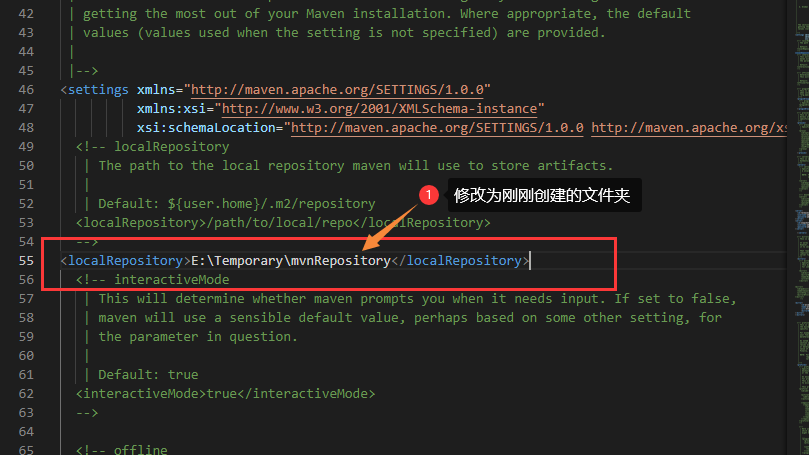 42 | getting the most out of your Maven installation. Where appropriate, the default
43 | values (values used when the setting is not specified) are provided.
44 |
45 |-->
46 <settings xmlns="http://maven.apache.org/SETTINGS/1.0.0"
47 xmlns:xsi="http://www.w3.org/2001/XMLSchema-instance"
48 xsi:schemaLocation="http://maven.apache.org/SETTINGS/1.0.0 http://maven.apache.org/xs
49 <!-- localRepository
50 | The path to the local repository maven will use to store artifacts.
51 |
52 | Default: ${user.home}/.m2/repository
1 修改为刚刚创建的文件夹
53 <localRepository>/path/to/local/repo</localRepository>
54 -->
55 <localRepository>E:\Temporary\mvnRepository</localRepository>
56 <!-- interactiveMode
57 | This will determine whether maven prompts you when it needs input. If set to false,
58 | maven will use a sensible default value, perhaps based on some other setting, for
59 | the parameter in question.
60 |
61 | Default: true
62 <interactiveMode>true</interactiveMode>
63 -->
64
65 <!-- offline